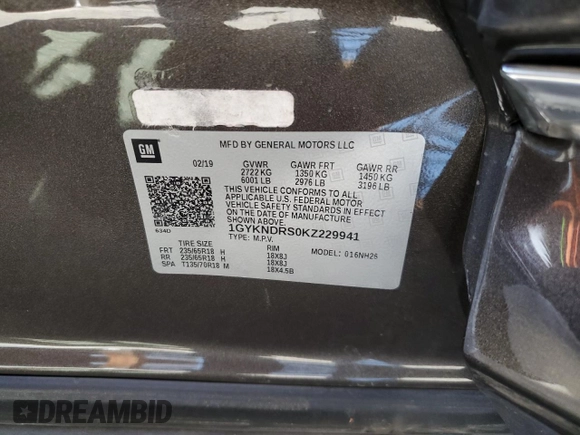 GM
MFD BY GENERAL MOTORS LLC
02/19 GVWR GAWR FRT GAWR RR
2722 KG 1350 KG 1450 KG
6001 LB 2976 LB 3196 LB
THIS VEHICLE CONFORMS TO ALL
APPLICABLE U.S. FEDERAL MOTOR
VEHICLE SAFETY STANDARDS IN EFFECT
ON THE DATE OF MANUFACTURE
SHOWN ABOVE.
1GYKNDRS0KZ229941
634D
TYPE: M.P.V. MODEL: 016NH26
TIRE SIZE RIM
FRT 235/65R18 H 18X8J
RR 235/65R18 H 18X8J
SPA T135/70R18 M 18X4.5B
DREAMBID